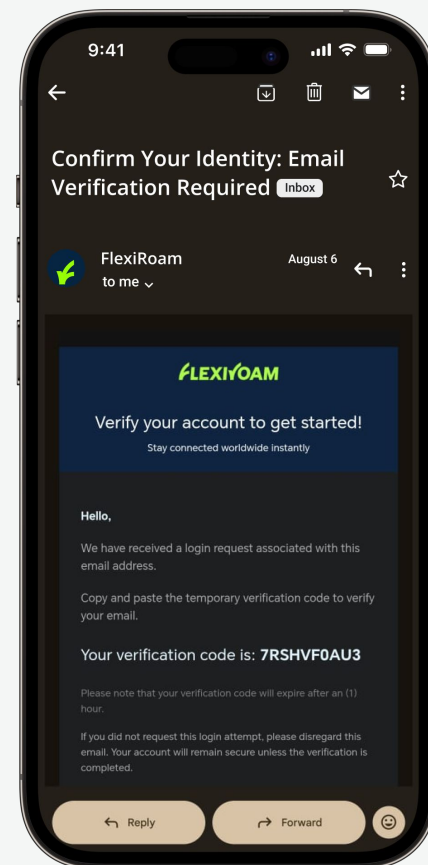 9:41
Confirm Your Identity: Email
Verification Required Inbox
FlexiRoam
August 6
to me
FLEXIROAM
Verify your account to get started!
Stay connected worldwide instantly
Hello,
We have received a login request associated with this
email address.
Copy and paste the temporary verification code to verify
your email.
Your verification code is: 7RSHVF0AU3
Please note that your verification code will expire after an (1)
hour.
If you did not request this login attempt, please disregard this
email. Your account will remain secure unless the verification is
completed.
Reply
Forward